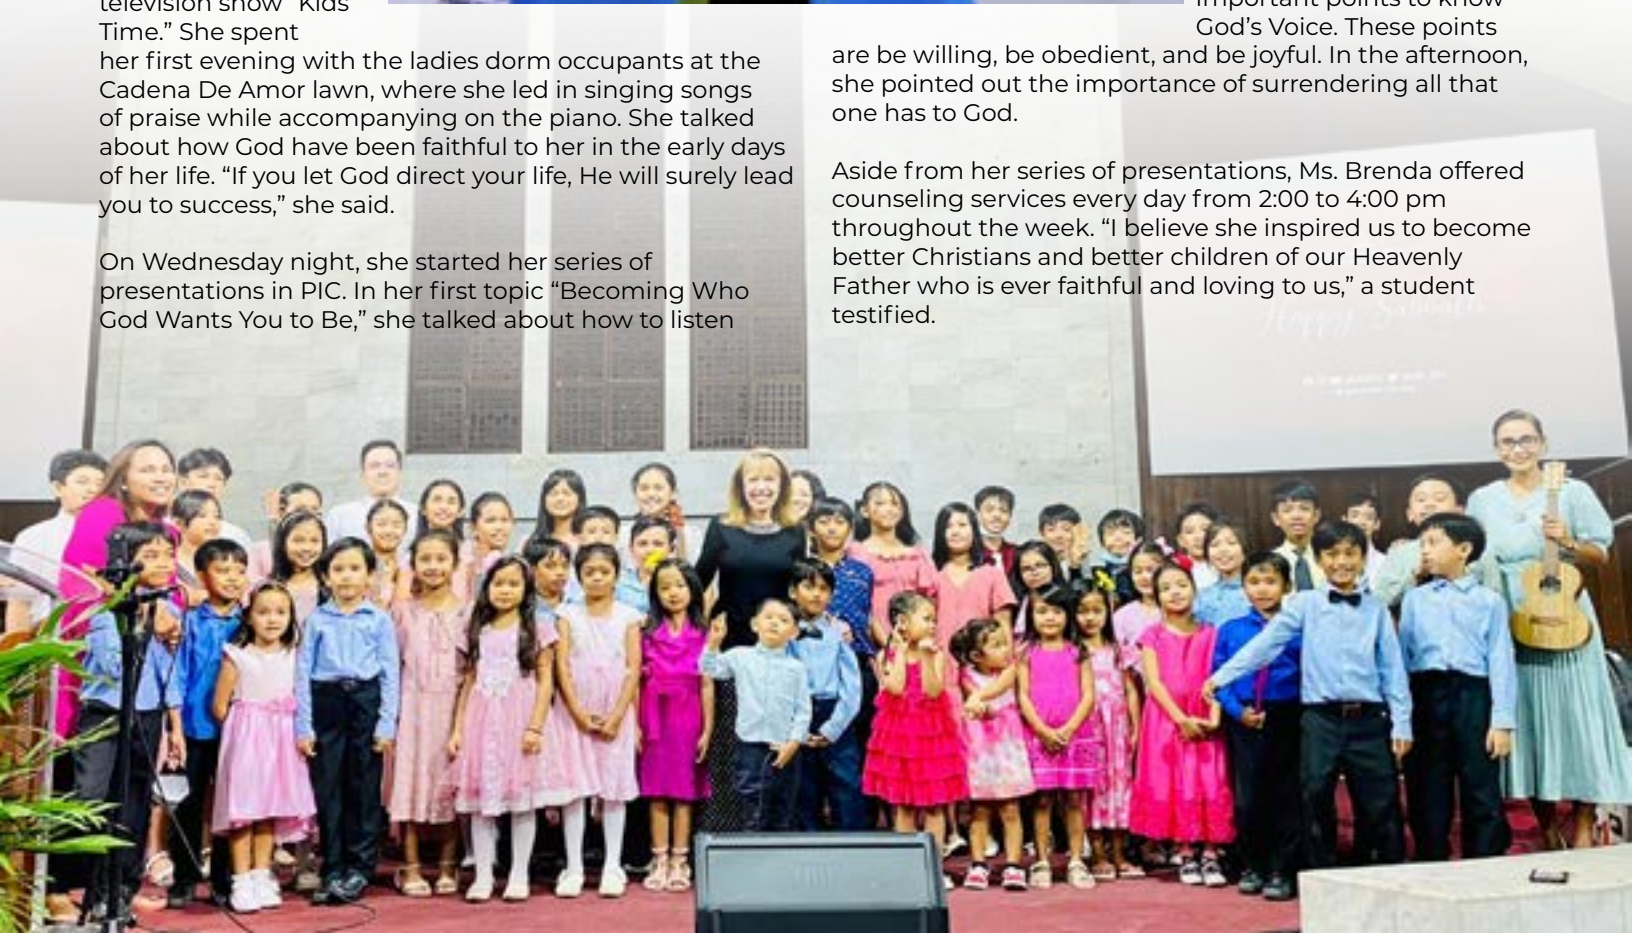 television show “Kids
Time.” She spent
her first evening with the ladies dorm occupants at the
Cadena De Amor lawn, where she led in singing songs
of praise while accompanying on the piano. She talked
about how God have been faithful to her in the early days
of her life. “If you let God direct your life, He will surely lead
you to success,” she said.
On Wednesday night, she started her series of
presentations in PIC. In her first topic “Becoming Who
God Wants You to Be,” she talked about how to listen
important points to know
God’s Voice. These points
are be willing, be obedient, and be joyful. In the afternoon,
she pointed out the importance of surrendering all that
one has to God.
Aside from her series of presentations, Ms. Brenda offered
counseling services every day from 2:00 to 4:00 pm
throughout the week. “I believe she inspired us to become
better Christians and better children of our Heavenly
Father who is ever faithful and loving to us,” a student
testified.
Happy Sabbath